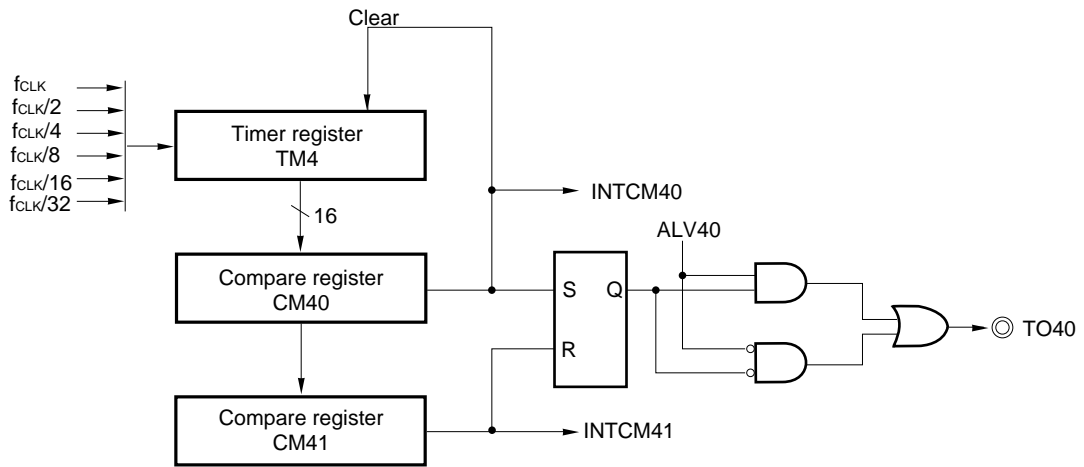 Clear
fCLK
fCLK/2
fCLK/4
fCLK/8
fCLK/16
fCLK/32
Timer register
TM4
16
INTCM40
ALV40
Compare register
CM40
S
Q
R
TO40
Compare register
CM41
INTCM41